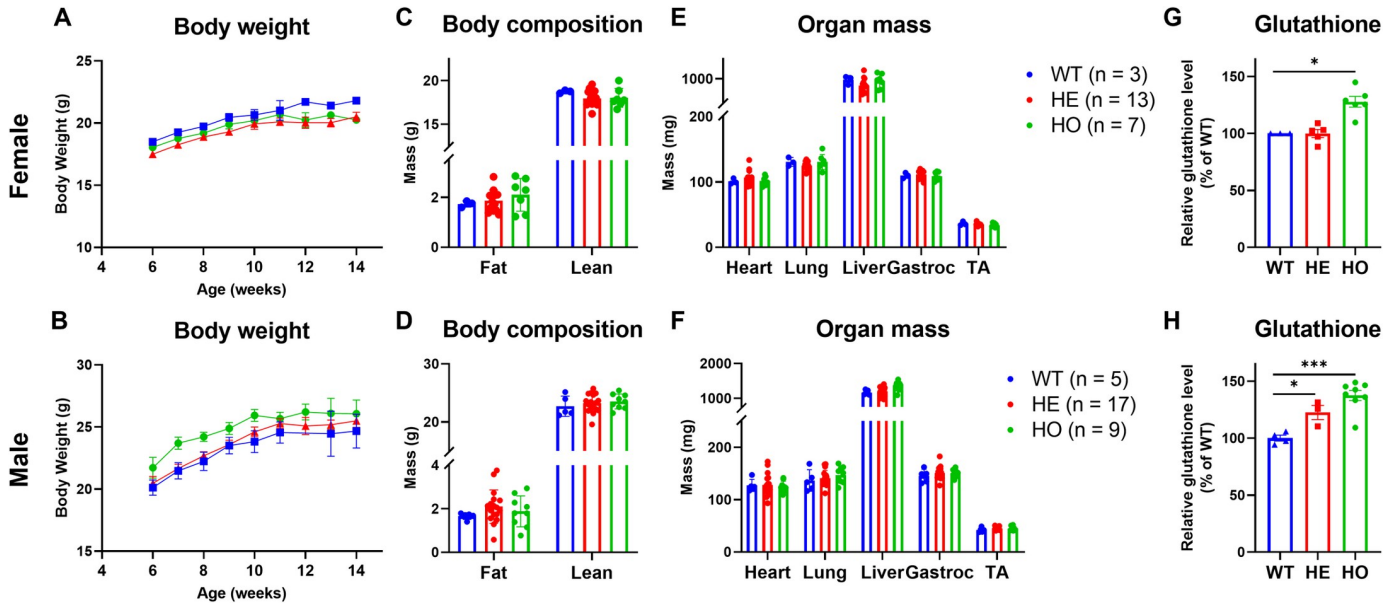 Female
A
Body weight
Body Weight (g)
25
20
15
10
4
6
8
10
12
14
Age (weeks)
C
Body composition
Mass (g)
20
15
2
0
Fat
Lean
E
Organ mass
Mass (mg)
1000
200
100
0
Heart
Lung
Liver
Gastroc
TA
WT (n = 3)
HE (n = 13)
HO (n = 7)
G
Glutathione
Relative glutathione level
(% of WT)
150
100
50
0
*
WT
HE
HO
Male
B
Body weight
Body Weight (g)
30
25
20
15
4
6
8
10
12
14
Age (weeks)
D
Body composition
Mass (g)
30
20
4
2
0
Fat
Lean
F
Organ mass
Mass (mg)
2000
1000
200
150
100
50
0
Heart
Lung
Liver
Gastroc
TA
WT (n = 5)
HE (n = 17)
HO (n = 9)
H
Glutathione
Relative glutathione level
(% of WT)
150
100
50
0
***
*
WT
HE
HO